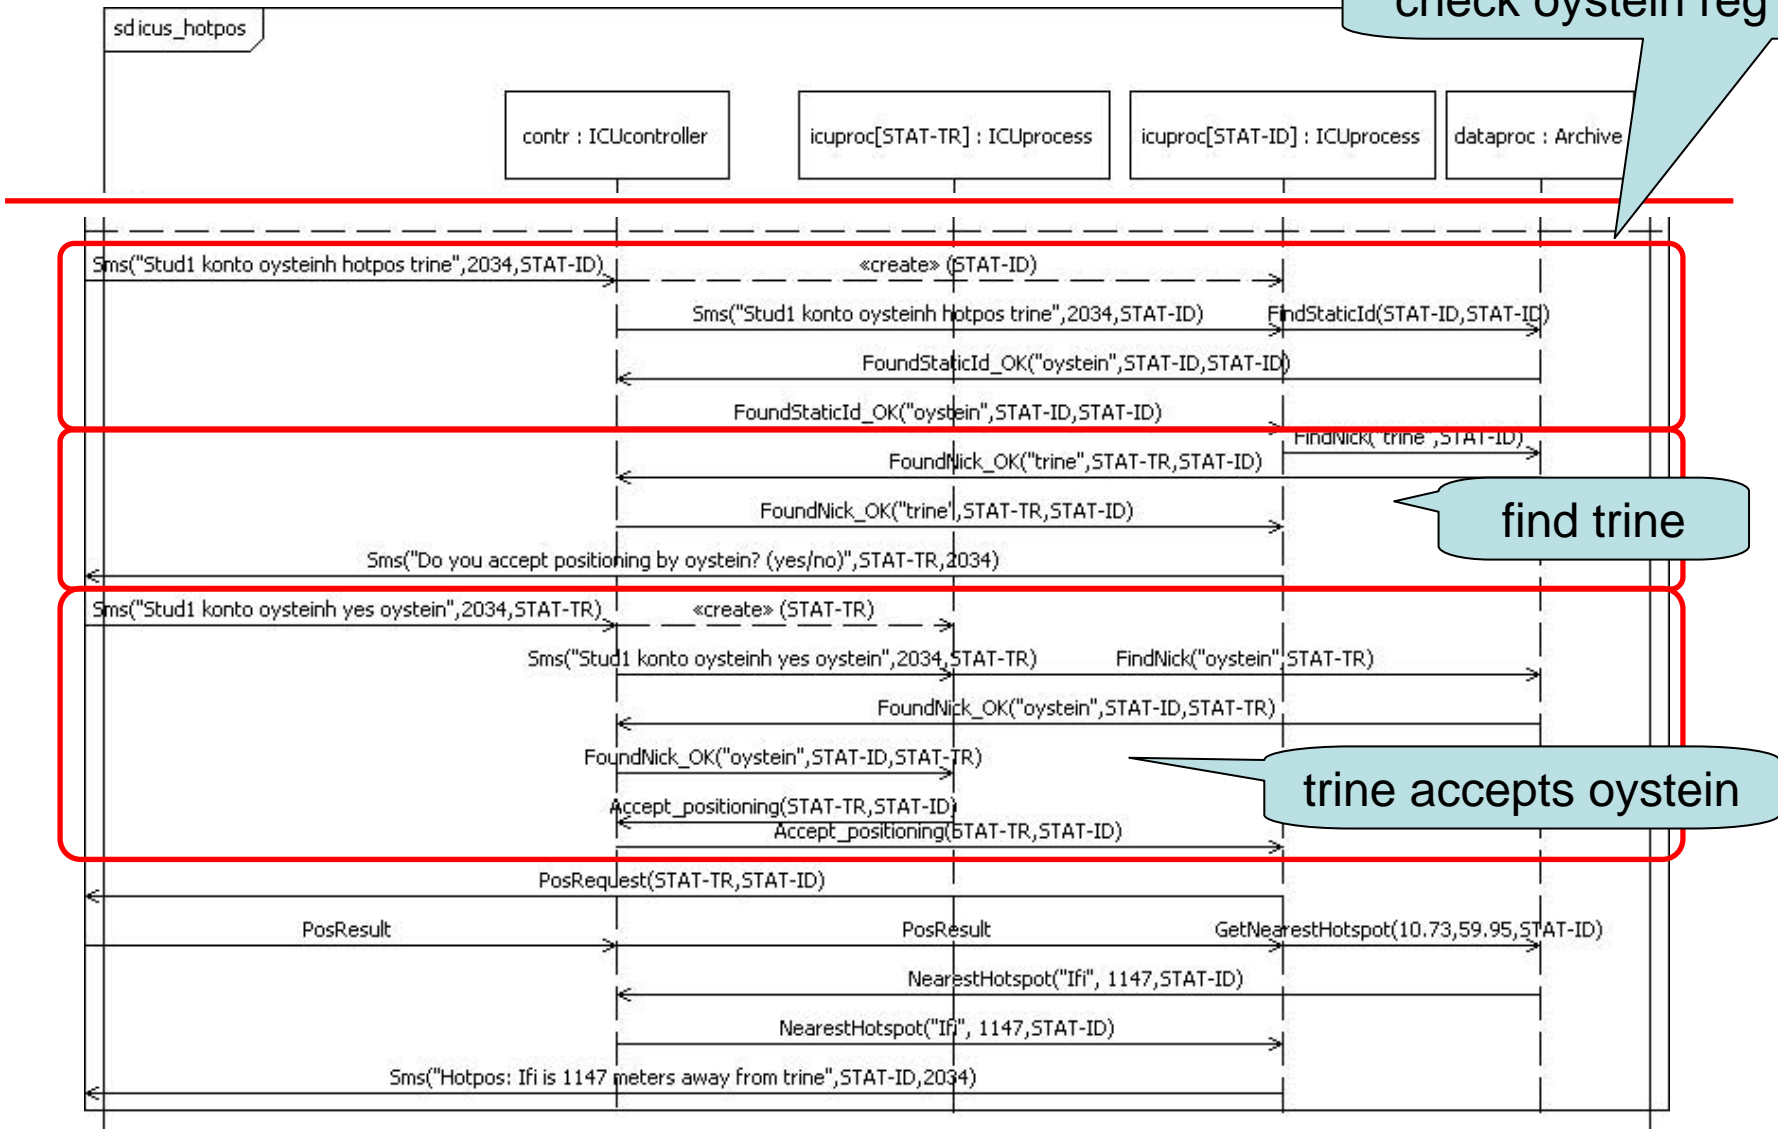 check oystein reg
sd icus_hotpos
contr : ICUcontroller
icuproc[STAT-TR] : ICUprocess
icuproc[STAT-ID] : ICUprocess
dataproc : Archive
Sms("Stud1 konto oysteinh hotpos trine",2034,STAT-ID)
«create» (STAT-ID)
Sms("Stud1 konto oysteinh hotpos trine",2034,STAT-ID)
FindStaticId(STAT-ID,STAT-ID)
FoundStaticId_OK("oystein",STAT-ID,STAT-ID)
FoundStaticId_OK("oystein",STAT-ID,STAT-ID)
FindNick("trine",STAT-ID)
FoundNick_OK("trine",STAT-TR,STAT-ID)
find trine
FoundNick_OK("trine",STAT-TR,STAT-ID)
Sms("Do you accept positioning by oystein? (yes/no)",STAT-TR,2034)
Sms("Stud1 konto oysteinh yes oystein",2034,STAT-TR)
«create» (STAT-TR)
Sms("Stud1 konto oysteinh yes oystein",2034,STAT-TR)
FindNick("oystein",STAT-TR)
FoundNick_OK("oystein",STAT-ID,STAT-TR)
FoundNick_OK("oystein",STAT-ID,STAT-TR)
trine accepts oystein
Accept_positioning(STAT-TR,STAT-ID)
Accept_positioning(STAT-TR,STAT-ID)
PosRequest(STAT-TR,STAT-ID)
PosResult
PosResult
GetNearestHotspot(10.73,59.95,STAT-ID)
NearestHotspot("Ifi", 1147,STAT-ID)
NearestHotspot("Ifi", 1147,STAT-ID)
Sms("Hotpos: Ifi is 1147 meters away from trine",STAT-ID,2034)